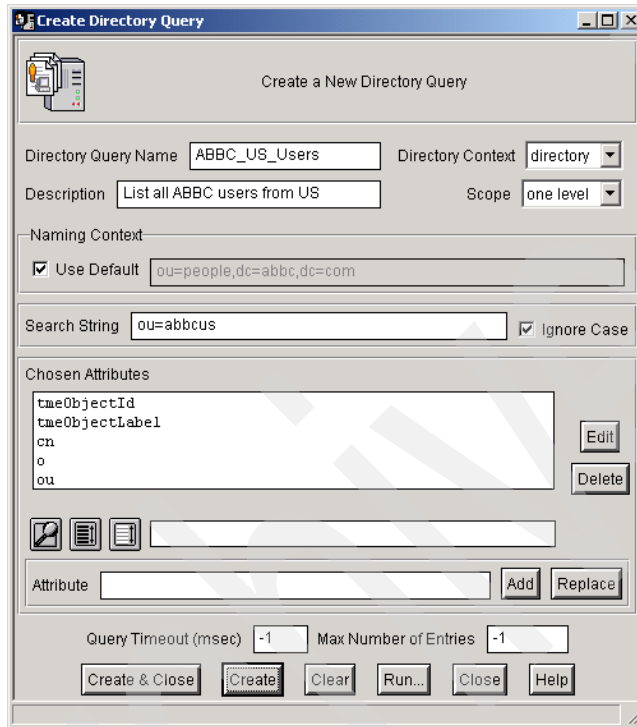 Create Directory Query
Create a New Directory Query
Directory Query Name ABBC_US_Users Directory Context directory
Description List all ABBC users from US Scope one level
Naming Context
Use Default ou=people,dc=abbc,dc=com
Search String ou=abbcus Ignore Case
Chosen Attributes
tmeObjectId
tmeObjectLabel
cn
o
ou
Edit
Delete
Attribute Add Replace
Query Timeout (msec) -1 Max Number of Entries -1
Create & Close Create Clear Run... Close Help